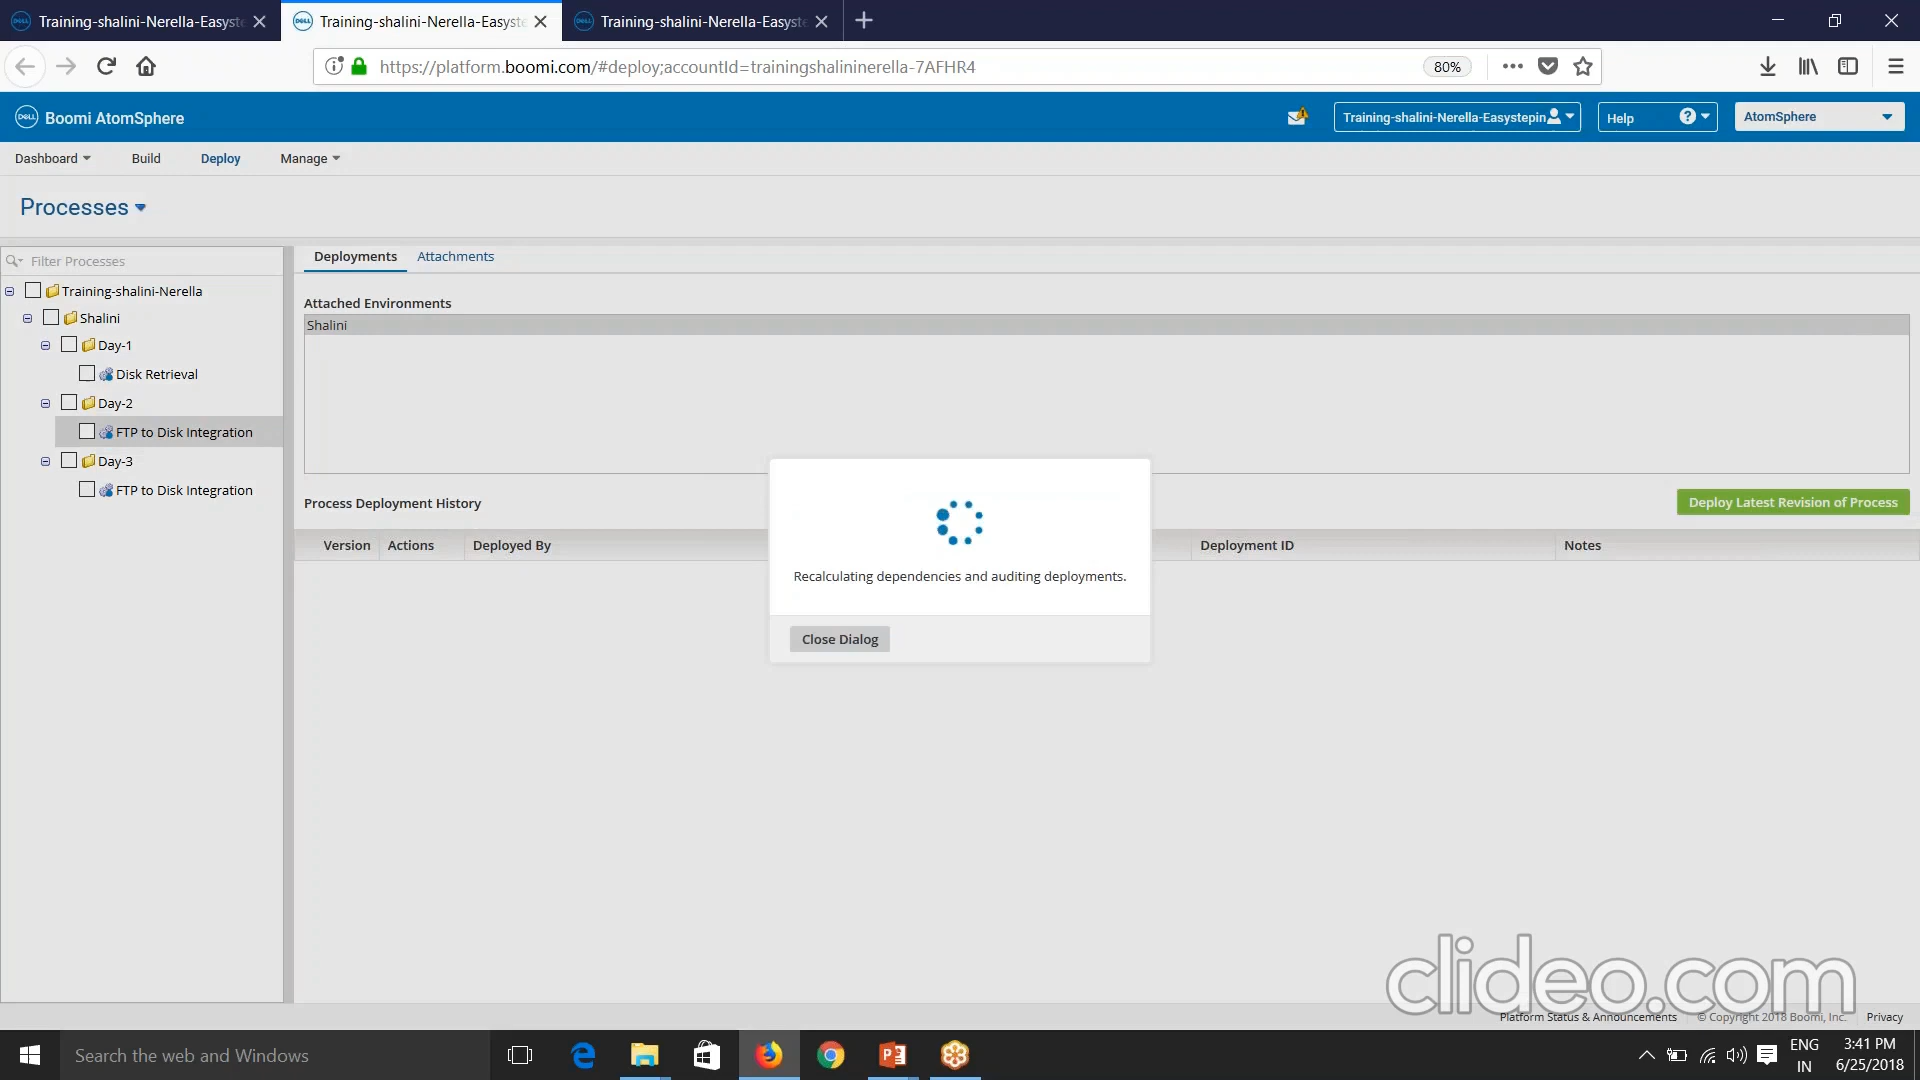 Training-shalini-Nerella-Easyste
Training-shalini-Nerella-Easystep
Training-shalini-Nerella-Easyste
https://platform.boomi.com/#deploy;accountId=trainingshalininerella-7AFHR4
80%
DELL
Boomi AtomSphere
Training-shalini-Nerella-Easystepin
Help
AtomSphere
Dashboard
Build
Deploy
Manage
Processes
Filter Processes
Deployments
Attachments
Training-shalini-Nerella
Shalini
Day-1
Disk Retrieval
Day-2
FTP to Disk Integration
Day-3
FTP to Disk Integration
Attached Environments
Shalini
Process Deployment History
Deploy Latest Revision of Process
Version
Actions
Deployed By
Deployment ID
Notes
Recalculating dependencies and auditing deployments.
Close Dialog
clideo.com
Platform Status & Announcements
© Copyright 2018 Boomi, Inc.
Privacy
Search the web and Windows
ENG
IN
3:41 PM
6/25/2018